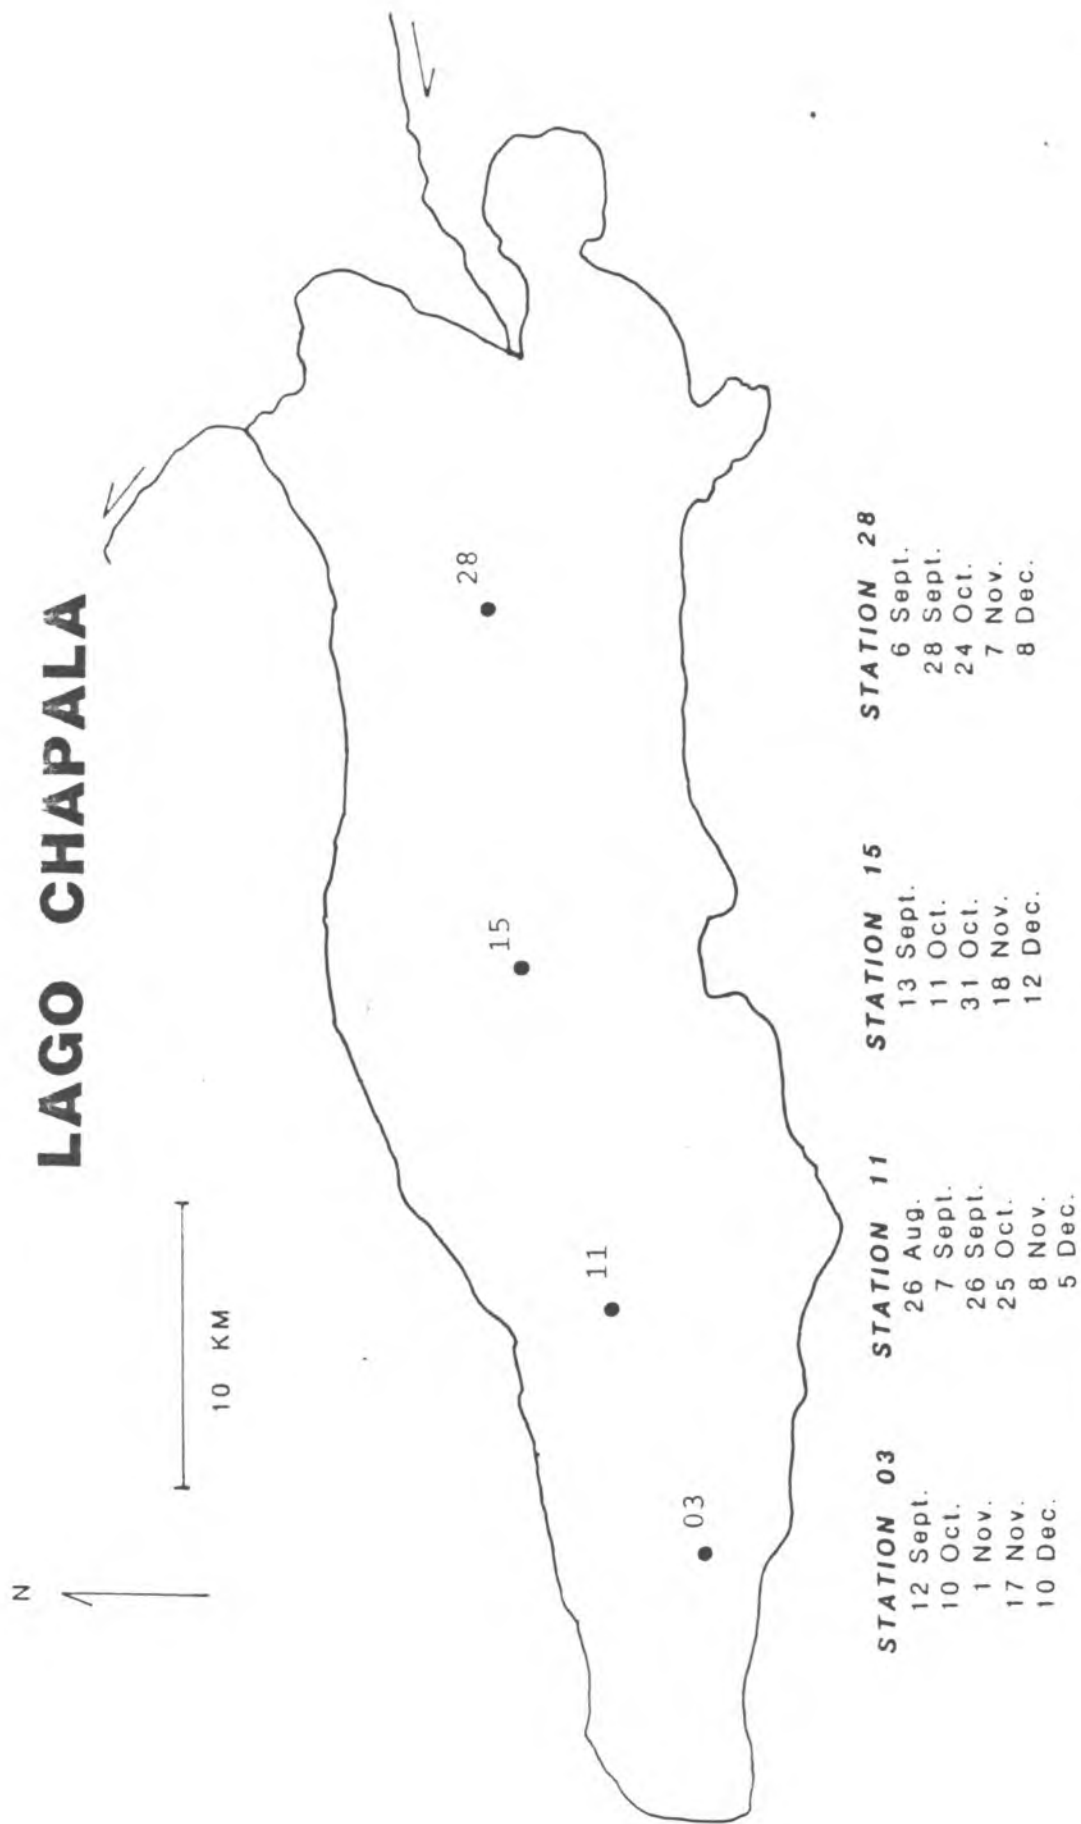 LAGO CHAPALA
N
10 KM
28
15
11
03
STATION 03
12 Sept.
10 Oct.
1 Nov.
17 Nov.
10 Dec.
STATION 11
26 Aug.
7 Sept.
26 Sept.
25 Oct.
8 Nov.
5 Dec.
STATION 15
13 Sept.
11 Oct.
31 Oct.
18 Nov.
12 Dec.
STATION 28
6 Sept.
28 Sept.
24 Oct.
7 Nov.
8 Dec.